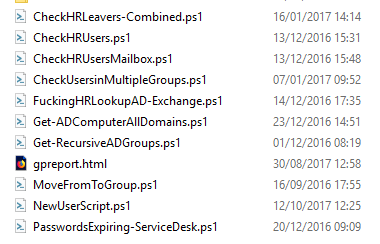 CheckHRLeavers-Combined.ps1 16/01/2017 14:14
CheckHRUsers.ps1 13/12/2016 15:31
CheckHRUsersMailbox.ps1 13/12/2016 15:48
CheckUsersinMultipleGroups.ps1 07/01/2017 09:52
FuckingHRLookupAD-Exchange.ps1 14/12/2016 17:35
Get-ADComputerAllDomains.ps1 23/12/2016 14:51
Get-RecursiveADGroups.ps1 01/12/2016 08:19
gpreport.html 30/08/2017 12:58
MoveFromToGroup.ps1 16/09/2016 17:55
NewUserScript.ps1 12/10/2017 12:25
PasswordsExpiring-ServiceDesk.ps1 20/12/2016 09:09